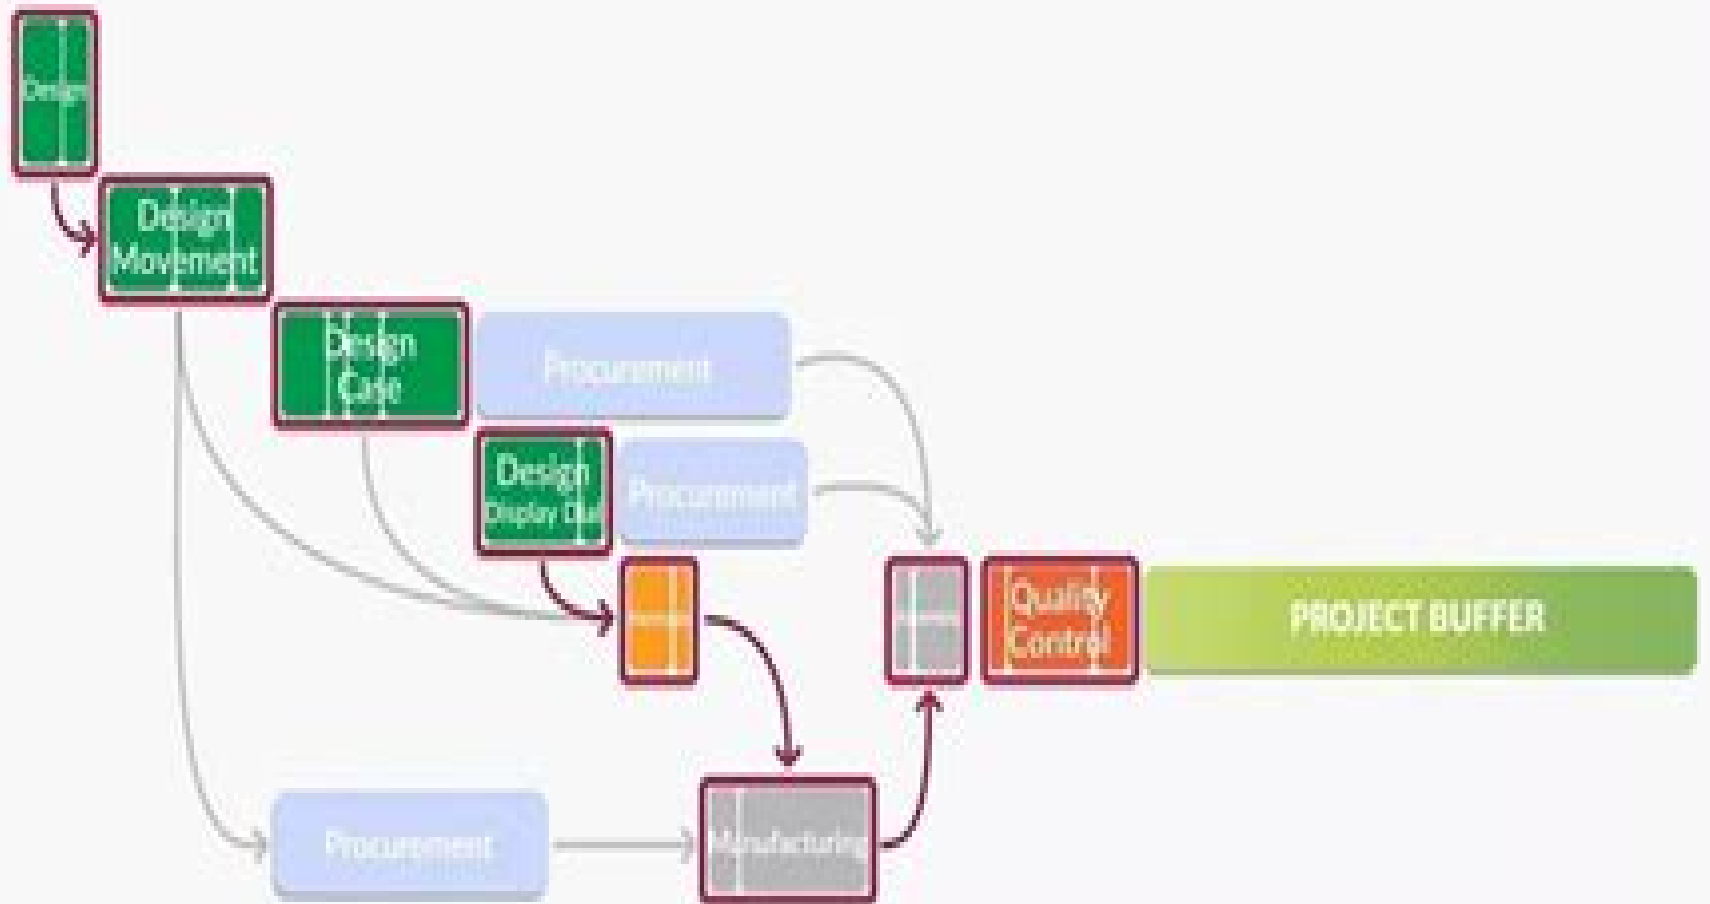 Design
Design
Movement
Design
Case
Procurement
Design
Display Dial
Procurement
Quality
Control
PROJECT BUFFER
Procurement
Manufacturing